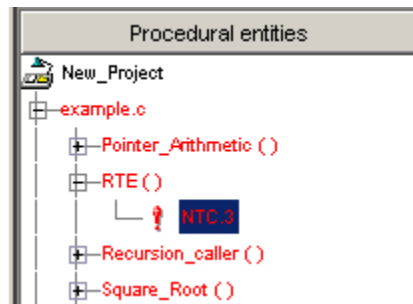 Procedural entities
New_Project
example.c
Pointer_Arithmetic ()
RTE ()
! NTC.3
Recursion_caller ()
Square_Root ()